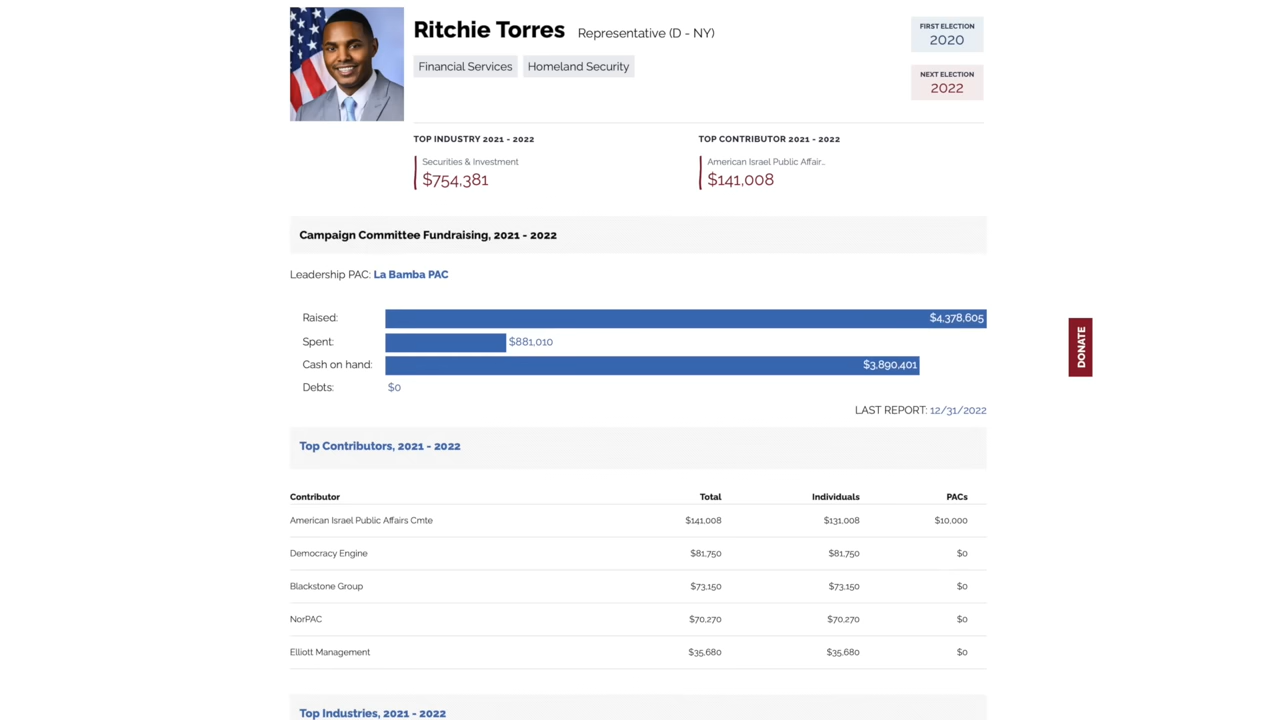 Ritchie Torres Representative (D - NY)
Financial Services Homeland Security
FIRST ELECTION
2020
NEXT ELECTION
2022
TOP INDUSTRY 2021 - 2022
Securities & Investment
$754,381
TOP CONTRIBUTOR 2021 - 2022
American Israel Public Affair...
$141,008
Campaign Committee Fundraising, 2021 - 2022
Leadership PAC: La Bamba PAC
Raised: $4,378,605
Spent: $881,010
Cash on hand: $3,890,401
Debts: $0
LAST REPORT: 12/31/2022
DONATE
Top Contributors, 2021 - 2022
Contributor Total Individuals PACs
American Israel Public Affairs Cmte $141,008 $131,008 $10,000
Democracy Engine $81,750 $81,750 $0
Blackstone Group $73,150 $73,150 $0
NorPAC $70,270 $70,270 $0
Elliott Management $35,680 $35,680 $0
Top Industries, 2021 - 2022